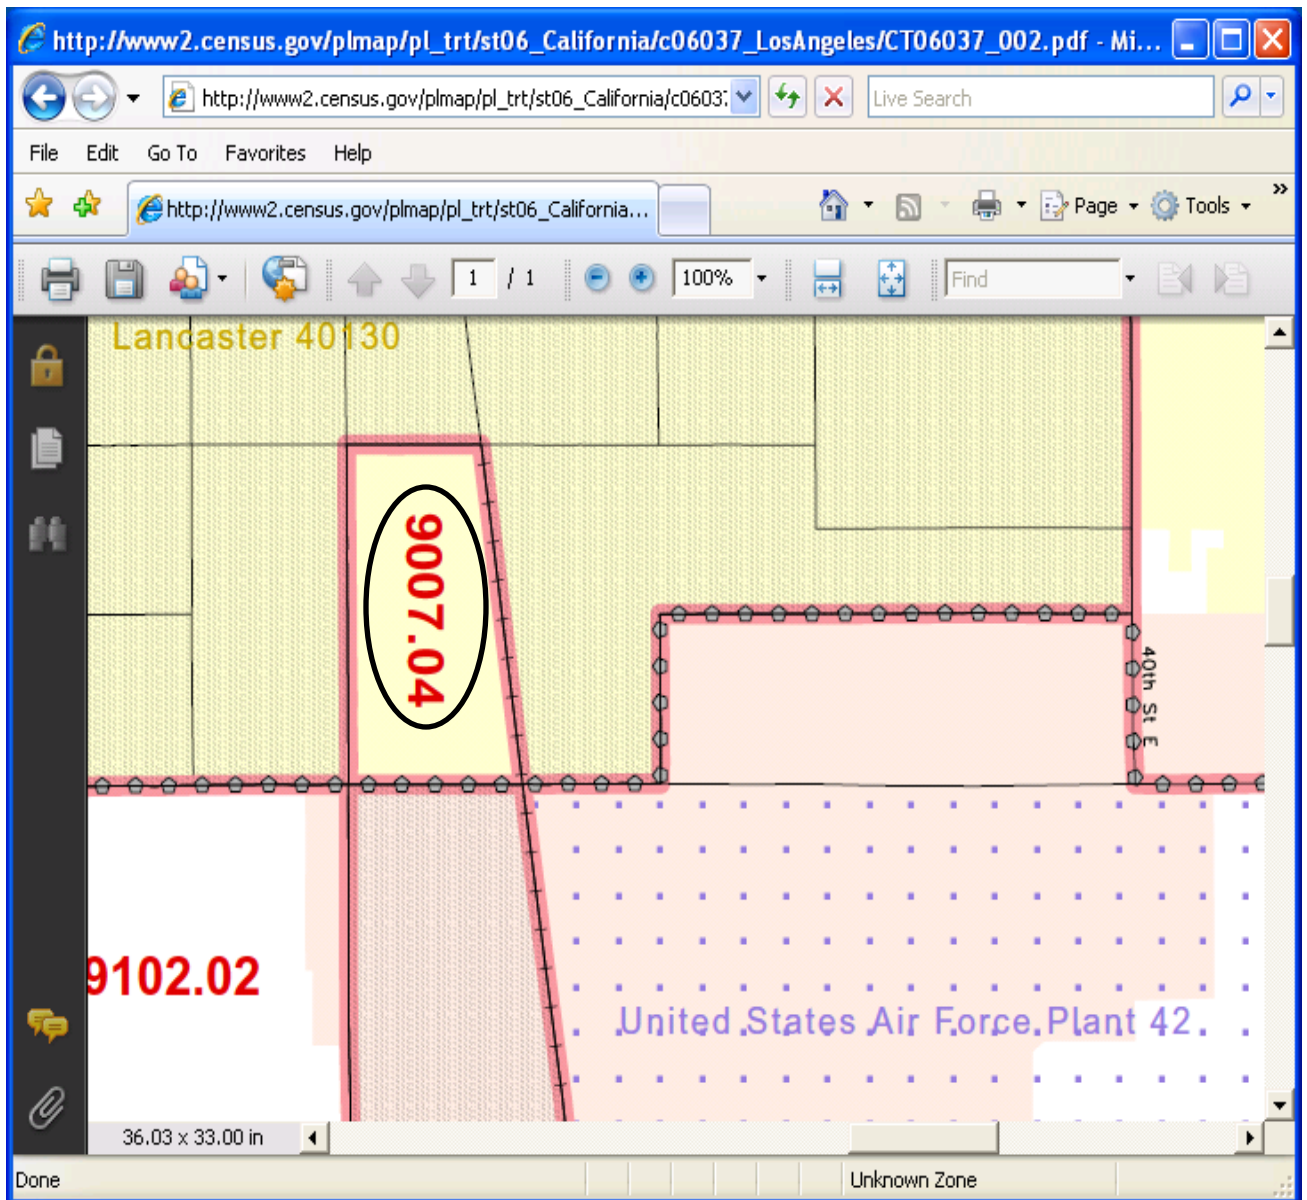 http://www2.census.gov/plmap/pl_trt/st06_California/c06037_LosAngeles/CT06037_002.pdf - Mi...
http://www2.census.gov/plmap/pl_trt/st06_California/c0603
Live Search
File Edit Go To Favorites Help
http://www2.census.gov/plmap/pl_trt/st06_California...
Page Tools »
1 / 1 100% Find
Lancaster 40130
9007.04
40th St E
9102.02
United States Air Force Plant 42
36.03 x 33.00 in
Done Unknown Zone